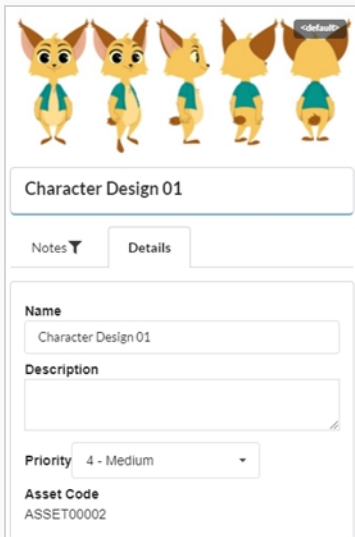 <default>
Character Design 01
Notes Details
Name
Character Design 01
Description
Priority 4 - Medium
Asset Code
ASSET00002